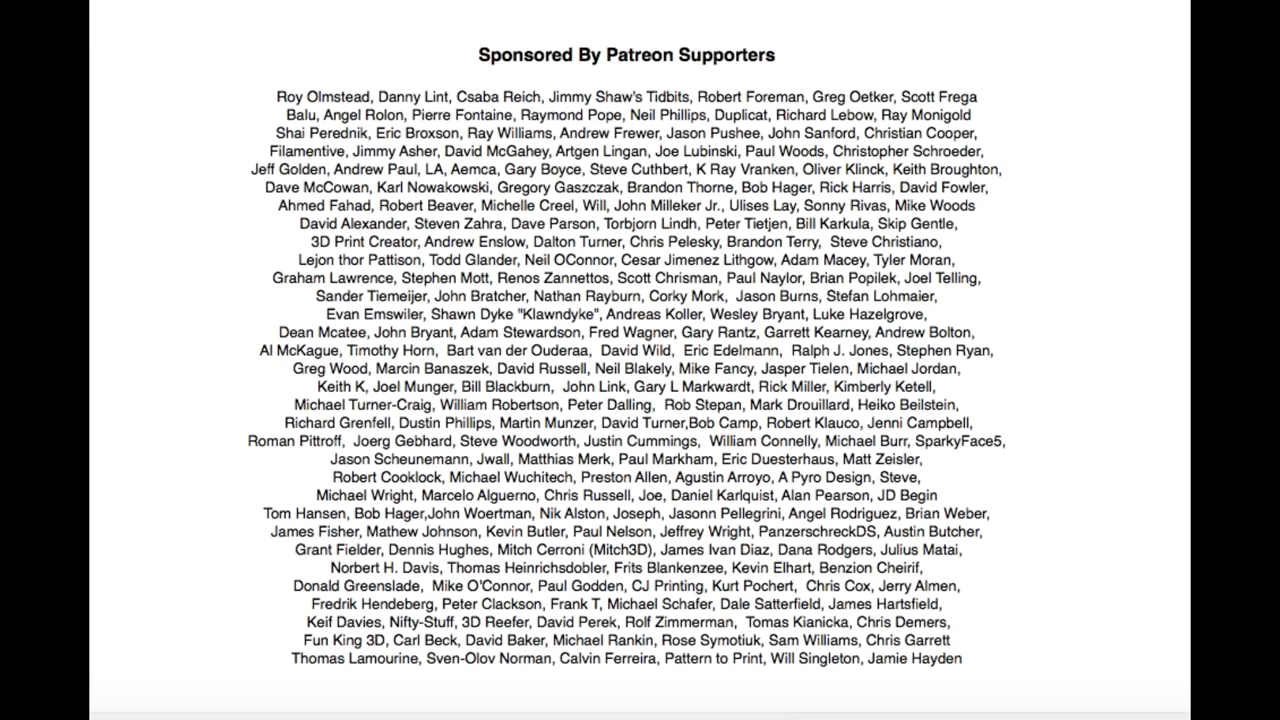 Sponsored By Patreon Supporters
Roy Olmstead, Danny Lint, Csaba Reich, Jimmy Shaw's Tidbits, Robert Foreman, Greg Oetker, Scott Frega
Balu, Angel Rolon, Pierre Fontaine, Raymond Pope, Neil Phillips, Duplicat, Richard Lebow, Ray Monigold
Shai Perednik, Eric Broxson, Ray Williams, Andrew Frewer, Jason Pushee, John Sanford, Christian Cooper,
Filamentive, Jimmy Asher, David McGahey, Artgen Lingan, Joe Lubinski, Paul Woods, Christopher Schroeder,
Jeff Golden, Andrew Paul, LA, Aemca, Gary Boyce, Steve Cuthbert, K Ray Vranken, Oliver Klinck, Keith Broughton,
Dave McCowan, Karl Nowakowski, Gregory Gaszczak, Brandon Thorne, Bob Hager, Rick Harris, David Fowler,
Ahmed Fahad, Robert Beaver, Michelle Creel, Will, John Milleker Jr., Ulises Lay, Sonny Rivas, Mike Woods
David Alexander, Steven Zahra, Dave Parson, Torbjorn Lindh, Peter Tietjen, Bill Karkula, Skip Gentle,
3D Print Creator, Andrew Enslow, Dalton Turner, Chris Pelesky, Brandon Terry,  Steve Christiano,
Lejon thor Pattison, Todd Glander, Neil OConnor, Cesar Jimenez Lithgow, Adam Macey, Tyler Moran,
Graham Lawrence, Stephen Mott, Renos Zannettos, Scott Chrisman, Paul Naylor, Brian Popilek, Joel Telling,
Sander Tiemeijer, John Bratcher, Nathan Rayburn, Corky Mork,  Jason Burns, Stefan Lohmaier,
Evan Emswiler, Shawn Dyke "Klawndyke", Andreas Koller, Wesley Bryant, Luke Hazelgrove,
Dean Mcatee, John Bryant, Adam Stewardson, Fred Wagner, Gary Rantz, Garrett Kearney, Andrew Bolton,
Al McKague, Timothy Horn,  Bart van der Ouderaa,  David Wild,  Eric Edelmann,  Ralph J. Jones, Stephen Ryan,
Greg Wood, Marcin Banaszek, David Russell, Neil Blakely, Mike Fancy, Jasper Tielen, Michael Jordan,
Keith K, Joel Munger, Bill Blackburn,  John Link, Gary L Markwardt, Rick Miller, Kimberly Ketell,
Michael Turner-Craig, William Robertson, Peter Dalling,  Rob Stepan, Mark Drouillard, Heiko Beilstein,
Richard Grenfell, Dustin Phillips, Martin Munzer, David Turner,Bob Camp, Robert Klauco, Jenni Campbell,
Roman Pittroff,  Joerg Gebhard, Steve Woodworth, Justin Cummings,  William Connelly, Michael Burr, SparkyFace5,
Jason Scheunemann, Jwall, Matthias Merk, Paul Markham, Eric Duesterhaus, Matt Zeisler,
Robert Cooklock, Michael Wuchitech, Preston Allen, Agustin Arroyo, A Pyro Design, Steve,
Michael Wright, Marcelo Alguerno, Chris Russell, Joe, Daniel Karlquist, Alan Pearson, JD Begin
Tom Hansen, Bob Hager,John Woertman, Nik Alston, Joseph, Jasonn Pellegrini, Angel Rodriguez, Brian Weber,
James Fisher, Mathew Johnson, Kevin Butler, Paul Nelson, Jeffrey Wright, PanzerschreckDS, Austin Butcher,
Grant Fielder, Dennis Hughes, Mitch Cerroni (Mitch3D), James Ivan Diaz, Dana Rodgers, Julius Matai,
Norbert H. Davis, Thomas Heinrichsdobler, Frits Blankenzee, Kevin Elhart, Benzion Cheirif,
Donald Greenslade,  Mike O'Connor, Paul Godden, CJ Printing, Kurt Pochert,  Chris Cox, Jerry Almen,
Fredrik Hendeberg, Peter Clackson, Frank T, Michael Schafer, Dale Satterfield, James Hartsfield,
Keif Davies, Nifty-Stuff, 3D Reefer, David Perek, Rolf Zimmerman,  Tomas Kianicka, Chris Demers,
Fun King 3D, Carl Beck, David Baker, Michael Rankin, Rose Symotiuk, Sam Williams, Chris Garrett
Thomas Lamourine, Sven-Olov Norman, Calvin Ferreira, Pattern to Print, Will Singleton, Jamie Hayden